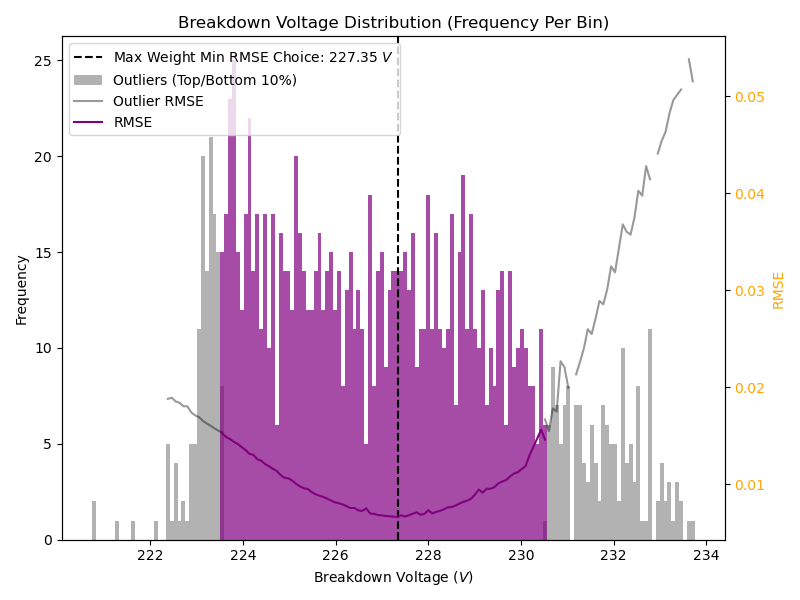 Breakdown Voltage Distribution (Frequency Per Bin)
Max Weight Min RMSE Choice: 227.35 V
Outliers (Top/Bottom 10%)
Outlier RMSE
RMSE
25
20
15
10
5
0
Frequency
0.05
0.04
0.03
0.02
0.01
RMSE
222 224 226 228 230 232 234
Breakdown Voltage (V)